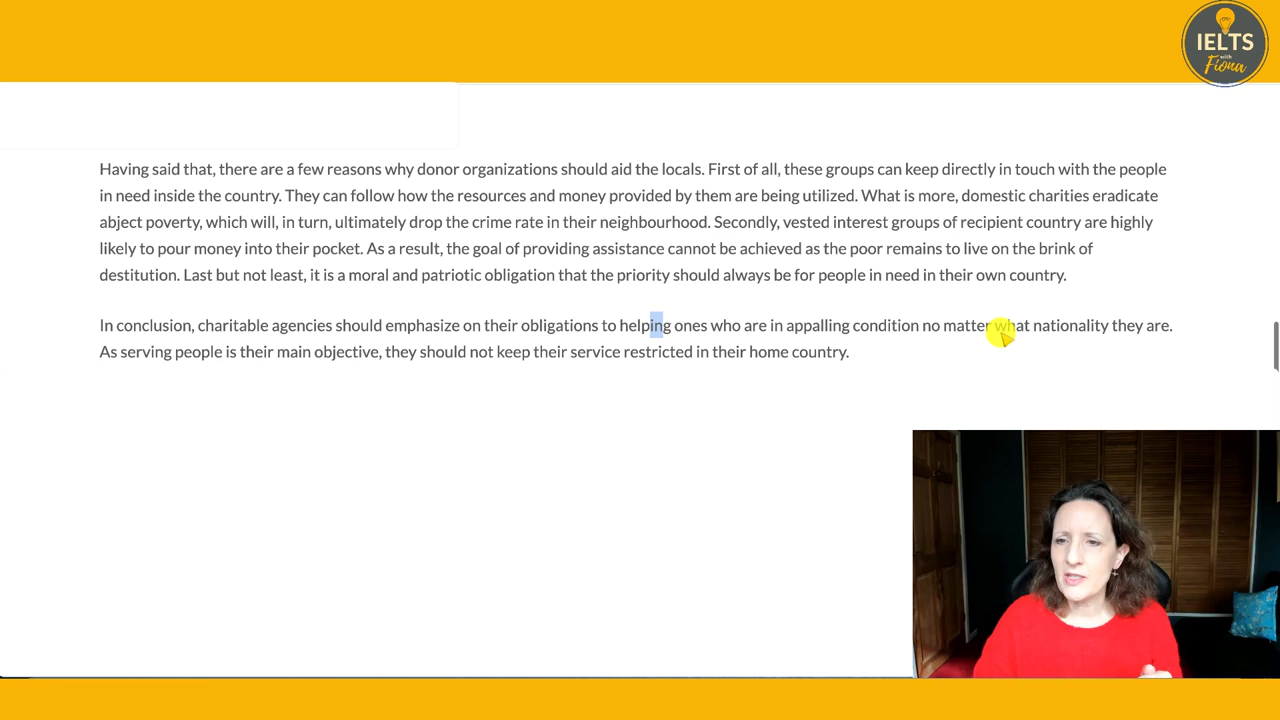 IELTS
with
Fiona
Having said that, there are a few reasons why donor organizations should aid the locals. First of all, these groups can keep directly in touch with the people
in need inside the country. They can follow how the resources and money provided by them are being utilized. What is more, domestic charities eradicate
abject poverty, which will, in turn, ultimately drop the crime rate in their neighbourhood. Secondly, vested interest groups of recipient country are highly
likely to pour money into their pocket. As a result, the goal of providing assistance cannot be achieved as the poor remains to live on the brink of
destitution. Last but not least, it is a moral and patriotic obligation that the priority should always be for people in need in their own country.
In conclusion, charitable agencies should emphasize on their obligations to helping ones who are in appalling condition no matter what nationality they are.
As serving people is their main objective, they should not keep their service restricted in their home country.